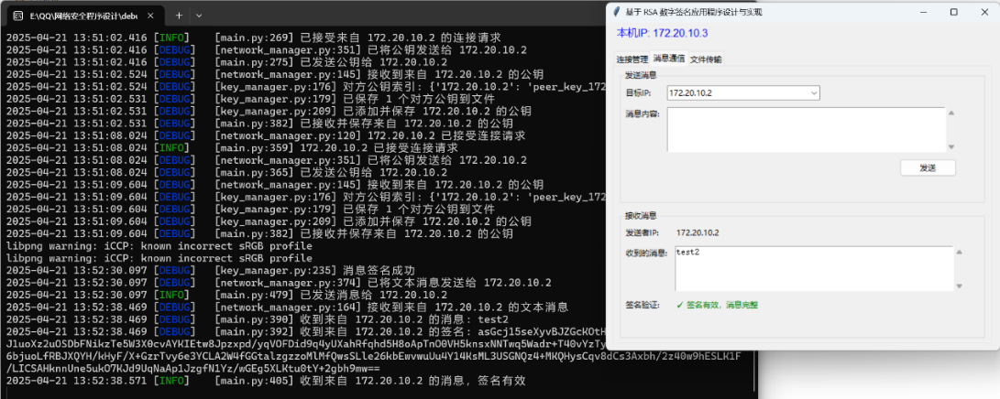 E:\QQ\网络安全程序设计\debu
2025-04-21 13:51:02.416 [INFO] [main.py:269] 已接受来自 172.20.10.2 的连接请求
2025-04-21 13:51:02.416 [DEBUG] [network_manager.py:351] 已将公钥发送给 172.20.10.2
2025-04-21 13:51:02.416 [DEBUG] [main.py:275] 已发送公钥给 172.20.10.2
2025-04-21 13:51:02.524 [DEBUG] [network_manager.py:145] 接收到来自 172.20.10.2 的公钥
2025-04-21 13:51:02.524 [DEBUG] [key_manager.py:176] 对方公钥索引: {'172.20.10.2': 'peer_key_172
2025-04-21 13:51:02.531 [DEBUG] [key_manager.py:179] 已保存 1 个对方公钥到文件
2025-04-21 13:51:02.531 [DEBUG] [key_manager.py:209] 已添加并保存 172.20.10.2 的公钥
2025-04-21 13:51:02.531 [DEBUG] [main.py:382] 已接收并保存来自 172.20.10.2 的公钥
2025-04-21 13:51:08.024 [DEBUG] [network_manager.py:120] 172.20.10.2 已接受连接请求
2025-04-21 13:51:08.024 [INFO] [main.py:359] 172.20.10.2 已接受连接请求
2025-04-21 13:51:08.024 [DEBUG] [network_manager.py:351] 已将公钥发送给 172.20.10.2
2025-04-21 13:51:08.024 [DEBUG] [main.py:365] 已发送公钥给 172.20.10.2
2025-04-21 13:51:09.604 [DEBUG] [network_manager.py:145] 接收到来自 172.20.10.2 的公钥
2025-04-21 13:51:09.604 [DEBUG] [key_manager.py:176] 对方公钥索引: {'172.20.10.2': 'peer_key_172
2025-04-21 13:51:09.604 [DEBUG] [key_manager.py:179] 已保存 1 个对方公钥到文件
2025-04-21 13:51:09.604 [DEBUG] [key_manager.py:209] 已添加并保存 172.20.10.2 的公钥
2025-04-21 13:51:09.604 [DEBUG] [main.py:382] 已接收并保存来自 172.20.10.2 的公钥
libpng warning: iCCP: known incorrect sRGB profile
libpng warning: iCCP: known incorrect sRGB profile
2025-04-21 13:52:30.097 [DEBUG] [key_manager.py:235] 消息签名成功
2025-04-21 13:52:30.097 [DEBUG] [network_manager.py:374] 已将文本消息发送给 172.20.10.2
2025-04-21 13:52:30.097 [INFO] [main.py:479] 已发送消息给 172.20.10.2
2025-04-21 13:52:38.469 [DEBUG] [network_manager.py:164] 接收到来自 172.20.10.2 的文本消息
2025-04-21 13:52:38.469 [DEBUG] [main.py:390] 收到来自 172.20.10.2 的消息: test2
2025-04-21 13:52:38.469 [DEBUG] [main.py:392] 收到来自 172.20.10.2 的签名:
2025-04-21 13:52:38.571 [INFO] [main.py:405] 收到来自 172.20.10.2 的消息, 签名有效
基于 RSA 数字签名应用程序设计与实现
本机IP: 172.20.10.3
连接管理 消息通信 文件传输
发送消息
目标IP: 172.20.10.2
消息内容:
发送
接收消息
发送者IP: 172.20.10.2
收到的消息: test2
签名验证: ✓ 签名有效, 消息完整